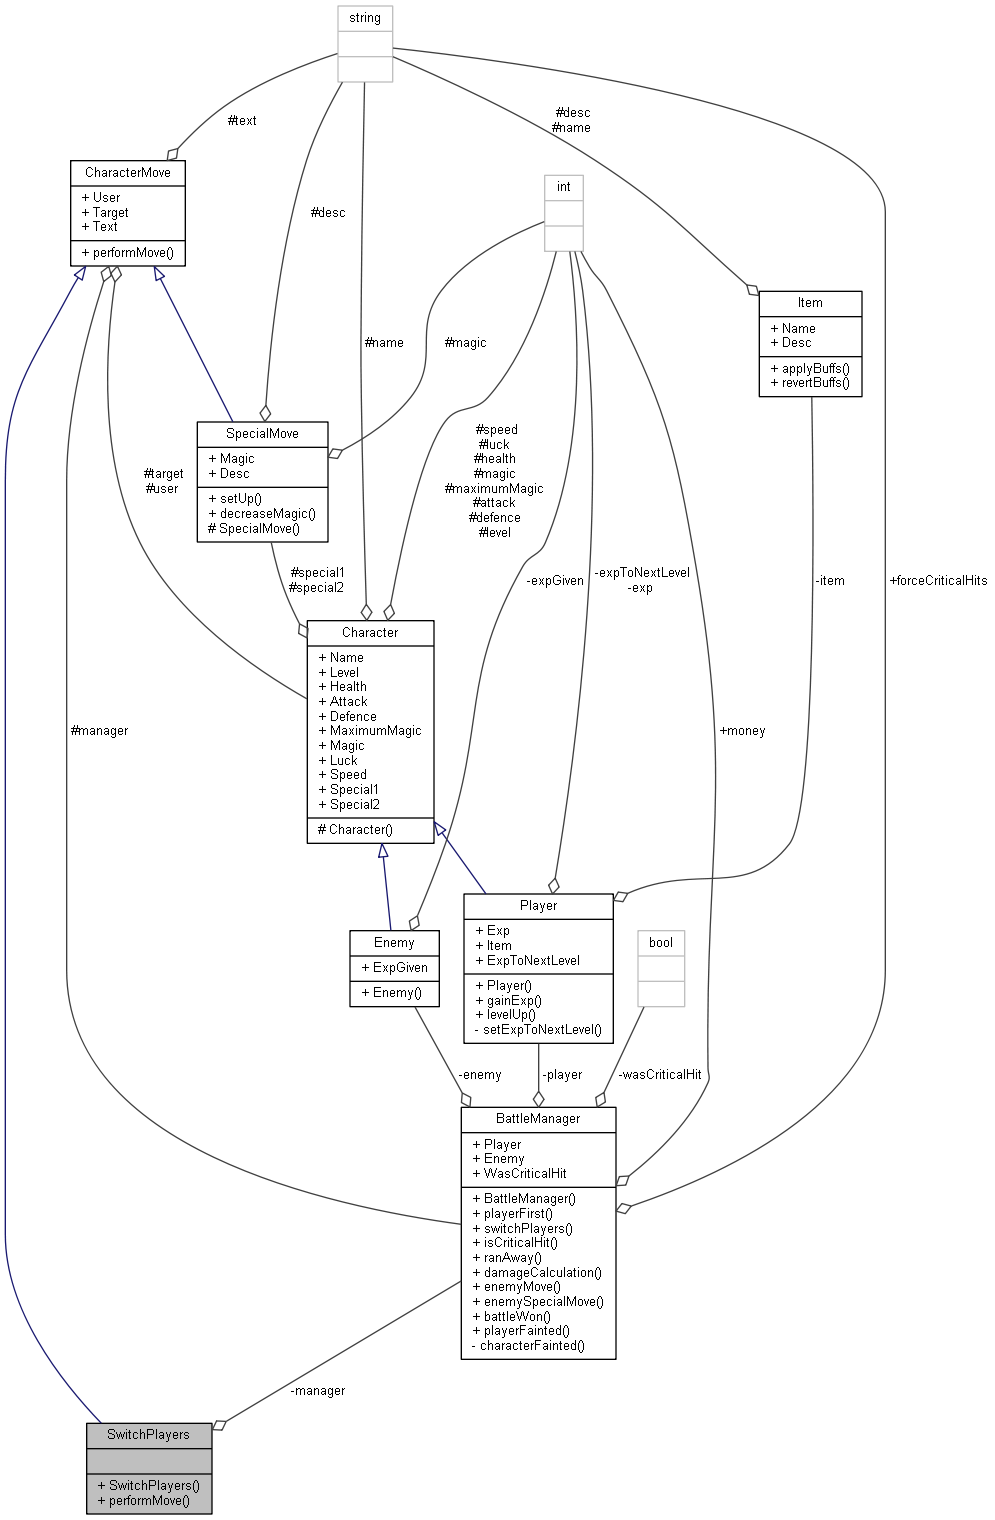 string
#desc
#name
#text
CharacterMove
+ User
+ Target
+ Text
+ performMove()
int
#desc
Item
+ Name
+ Desc
+ applyBuffs()
+ revertBuffs()
#name
#magic
SpecialMove
+ Magic
+ Desc
+ setUp()
+ decreaseMagic()
# SpecialMove()
#speed
#luck
#health
#magic
#maximumMagic
#attack
#defence
#level
#target
#user
#special1
#special2
-expGiven
-expToNextLevel
-exp
-item
+forceCriticalHits
Character
+ Name
+ Level
+ Health
+ Attack
+ Defence
+ MaximumMagic
+ Magic
+ Luck
+ Speed
+ Special1
+ Special2
# Character()
#manager
+money
Enemy
+ ExpGiven
+ Enemy()
Player
+ Exp
+ Item
+ ExpToNextLevel
+ Player()
+ gainExp()
+ levelUp()
- setExpToNextLevel()
bool
-enemy
-player
-wasCriticalHit
BattleManager
+ Player
+ Enemy
+ WasCriticalHit
+ BattleManager()
+ playerFirst()
+ switchPlayers()
+ isCriticalHit()
+ ranAway()
+ damageCalculation()
+ enemyMove()
+ enemySpecialMove()
+ battleWon()
+ playerFainted()
- characterFainted()
-manager
SwitchPlayers
+ SwitchPlayers()
+ performMove()